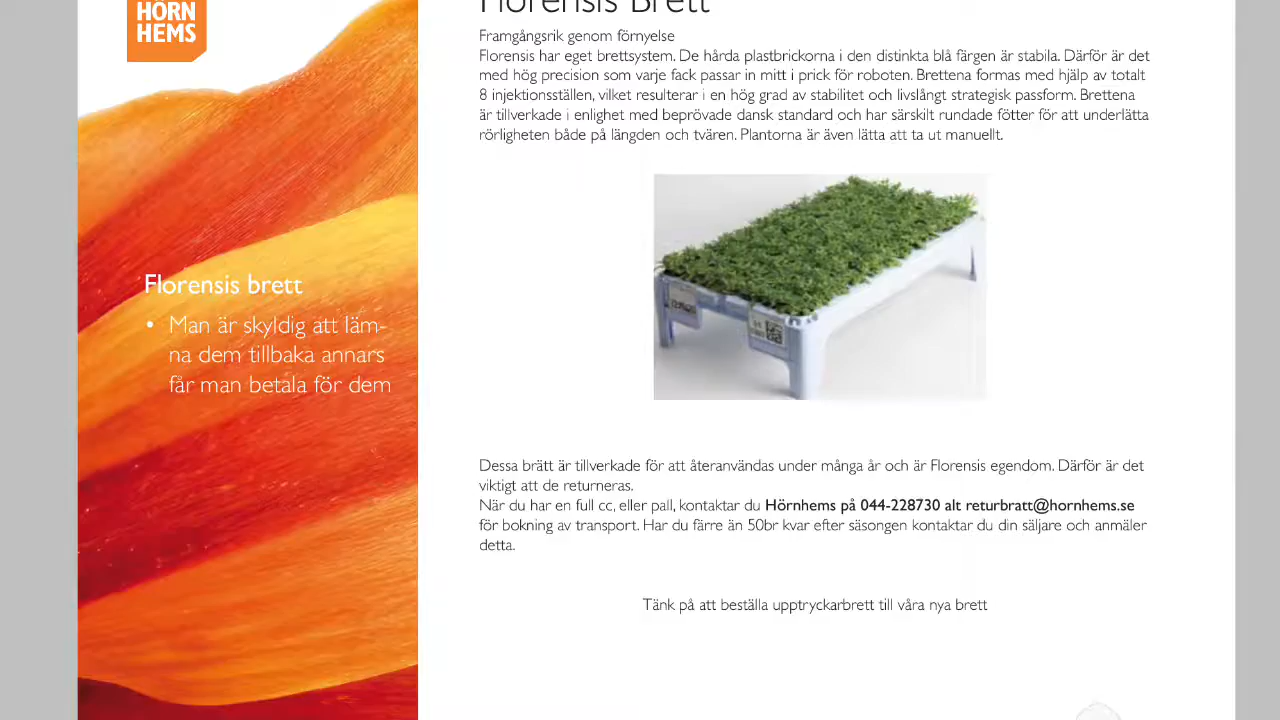 HÖRN
HEMS
Florensis Brett
Framgångsrik genom förnyelse
Florensis har eget brettsystem. De hårda plastbrickorna i den distinkta blå färgen är stabila. Därför är det
med hög precision som varje fack passar in mitt i prick för roboten. Brettena formas med hjälp av totalt
8 injektionsställen, vilket resulterar i en hög grad av stabilitet och livslångt strategisk passform. Brettena
är tillverkade i enlighet med beprövade dansk standard och har särskilt rundade fötter för att underlätta
rörligheten både på längden och tvären. Plantorna är även lätta att ta ut manuellt.
Florensis brett
• Man är skyldig att läm-
na dem tillbaka annars
får man betala för dem
Dessa brätt är tillverkade för att återanvändas under många år och är Florensis egendom. Därför är det
viktigt att de returneras.
När du har en full cc, eller pall, kontaktar du Hörnhems på 044-228730 alt returbratt@hornhems.se
för bokning av transport. Har du färre än 50br kvar efter säsongen kontaktar du din säljare och anmäler
detta.
Tänk på att beställa upptryckarbrett till våra nya brett